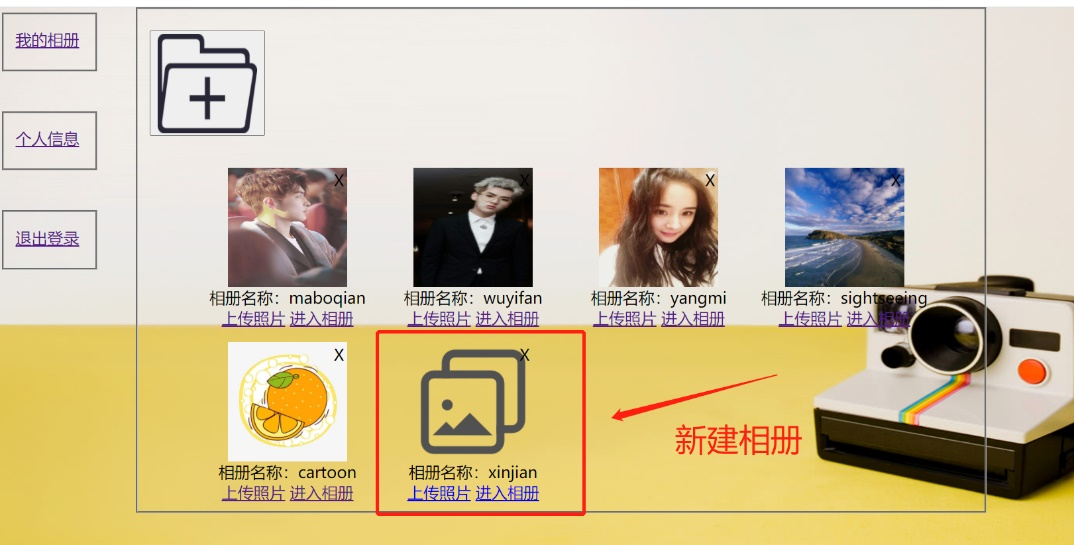 我的相册
个人信息
退出登录
X X X X
相册名称：maboqian 相册名称：wuyifan 相册名称：yangmi 相册名称：sightseeing
上传照片 进入相册 上传照片 进入相册 上传照片 进入相册 上传照片 进入相册
X X
新建相册
相册名称：cartoon 相册名称：xinjian
上传照片 进入相册 上传照片 进入相册